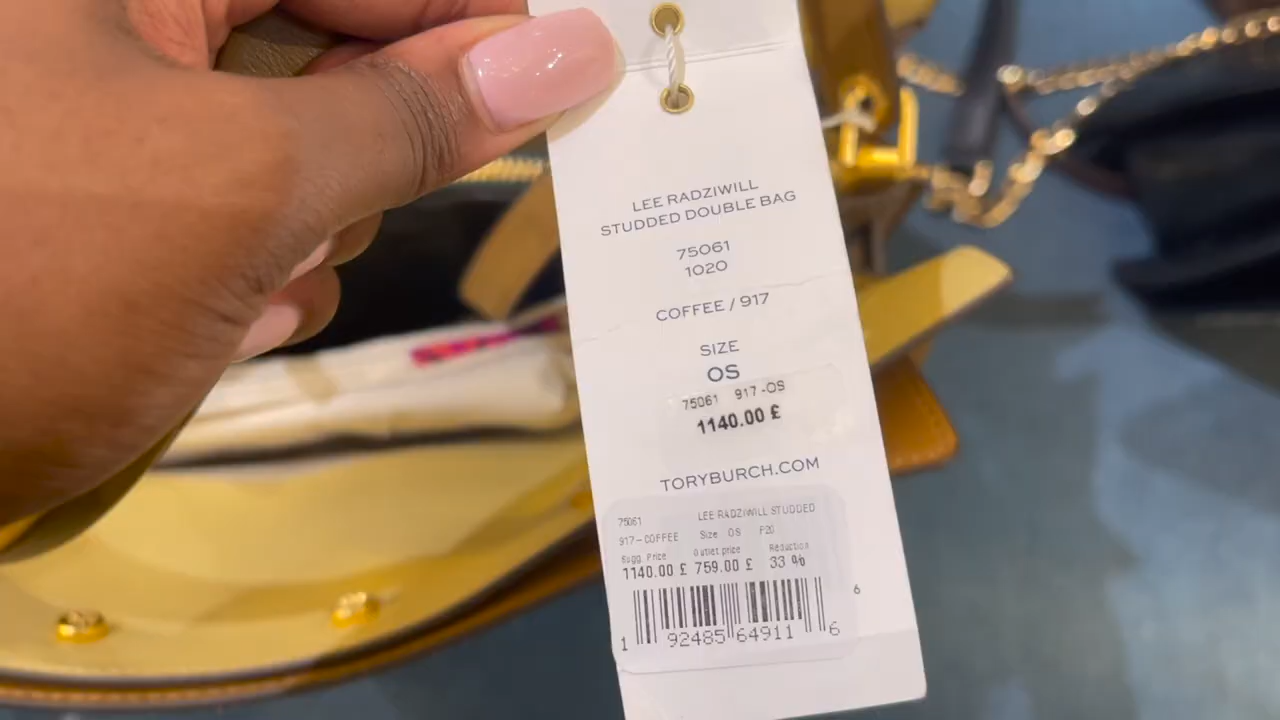 LEE RADZIWILL
STUDDED DOUBLE BAG
75061
1020
COFFEE / 917
SIZE
OS
75061 917-OS
1140.00 £
TORYBURCH.COM
75061 LEE RADZIWILL STUDDED
917-COFFEE Size OS F20
Sugg. Price Outlet price Reduction
1140.00 £ 759.00 £ 33 %
6
1 92485 64911 6